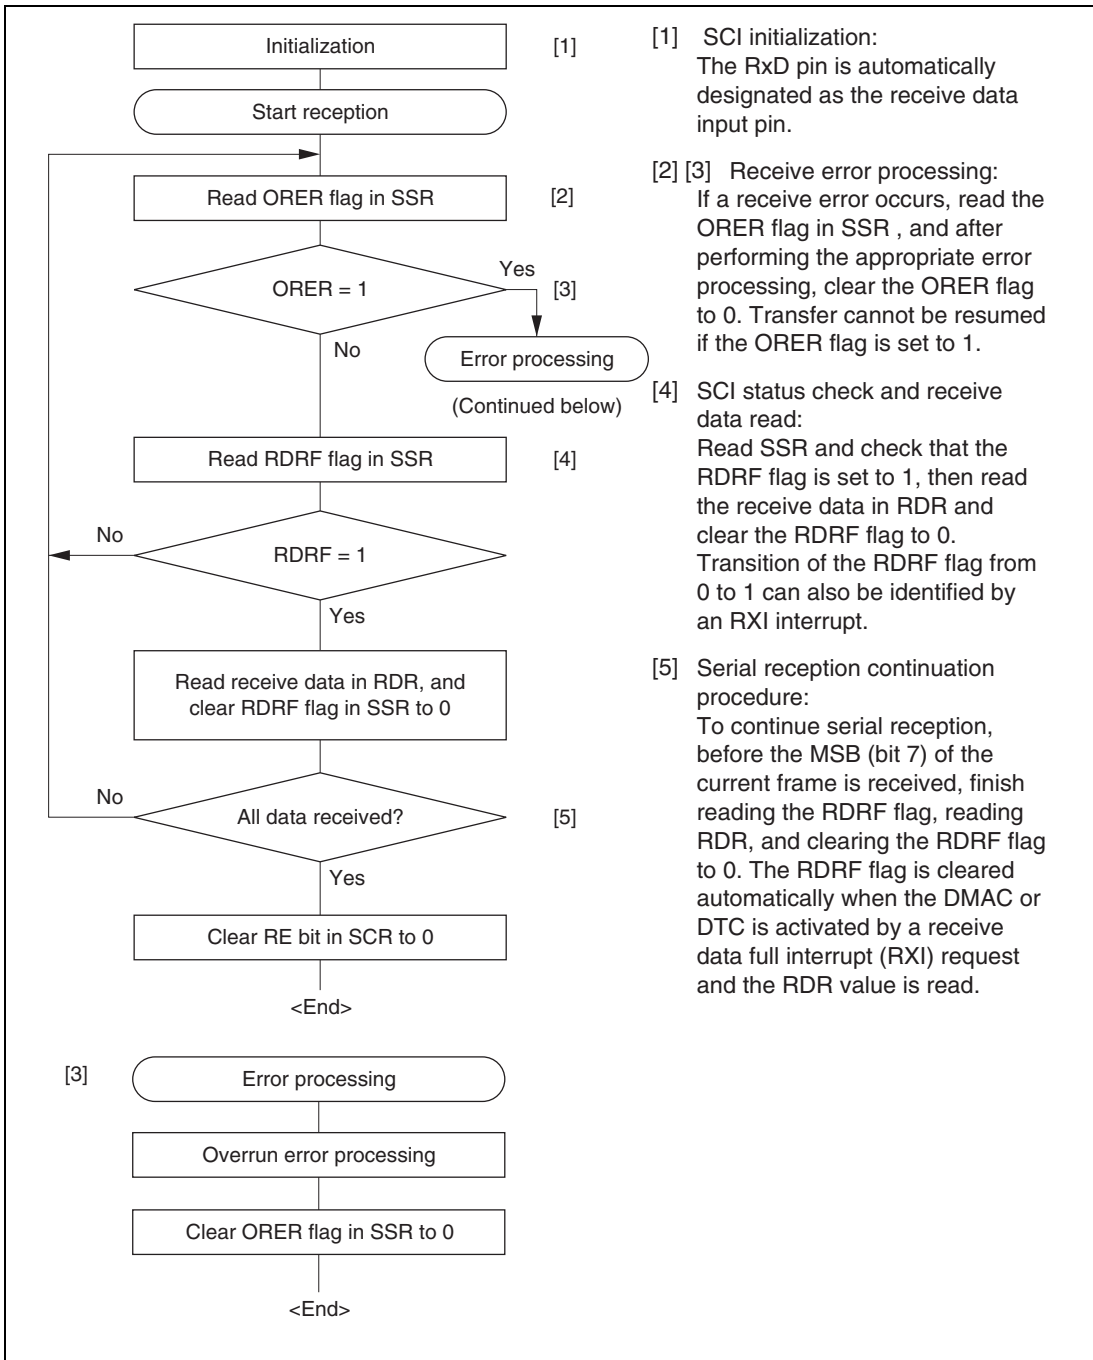 Initialization
[1]
Start reception
Read ORER flag in SSR
[2]
ORER = 1
Yes
[3]
No
Error processing
(Continued below)
Read RDRF flag in SSR
[4]
No
RDRF = 1
Yes
Read receive data in RDR, and
clear RDRF flag in SSR to 0
No
All data received?
[5]
Yes
Clear RE bit in SCR to 0
<End>
[3]
Error processing
Overrun error processing
Clear ORER flag in SSR to 0
<End>
[1] SCI initialization:
The RxD pin is automatically
designated as the receive data
input pin.
[2] [3] Receive error processing:
If a receive error occurs, read the
ORER flag in SSR , and after
performing the appropriate error
processing, clear the ORER flag
to 0. Transfer cannot be resumed
if the ORER flag is set to 1.
[4] SCI status check and receive
data read:
Read SSR and check that the
RDRF flag is set to 1, then read
the receive data in RDR and
clear the RDRF flag to 0.
Transition of the RDRF flag from
0 to 1 can also be identified by
an RXI interrupt.
[5] Serial reception continuation
procedure:
To continue serial reception,
before the MSB (bit 7) of the
current frame is received, finish
reading the RDRF flag, reading
RDR, and clearing the RDRF flag
to 0. The RDRF flag is cleared
automatically when the DMAC or
DTC is activated by a receive
data full interrupt (RXI) request
and the RDR value is read.